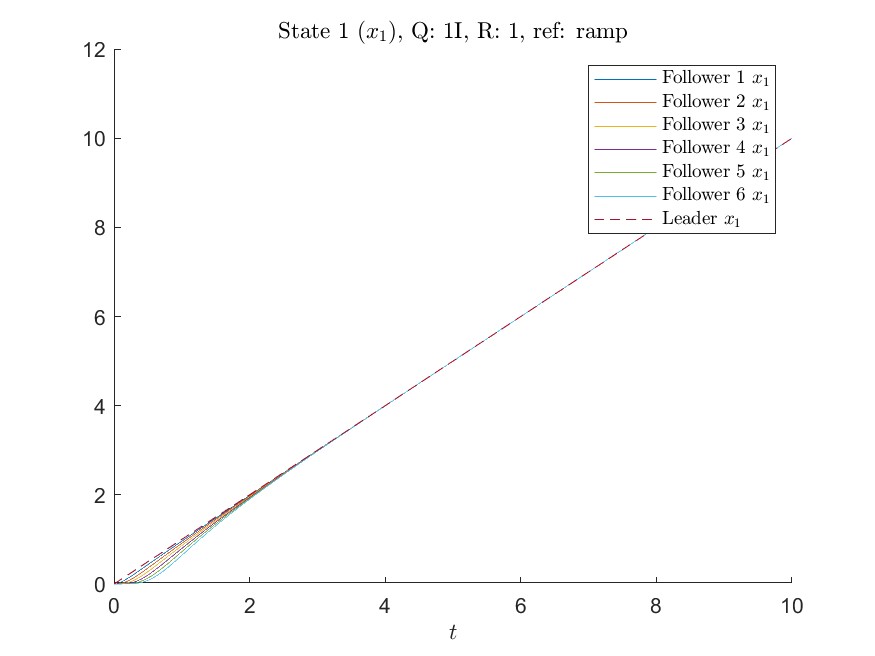 State 1 (x₁), Q: 1I, R: 1, ref: ramp
12
10
8
6
4
2
0
Follower 1 x₁
Follower 2 x₁
Follower 3 x₁
Follower 4 x₁
Follower 5 x₁
Follower 6 x₁
Leader x₁
0 2 4 6 8 10
t